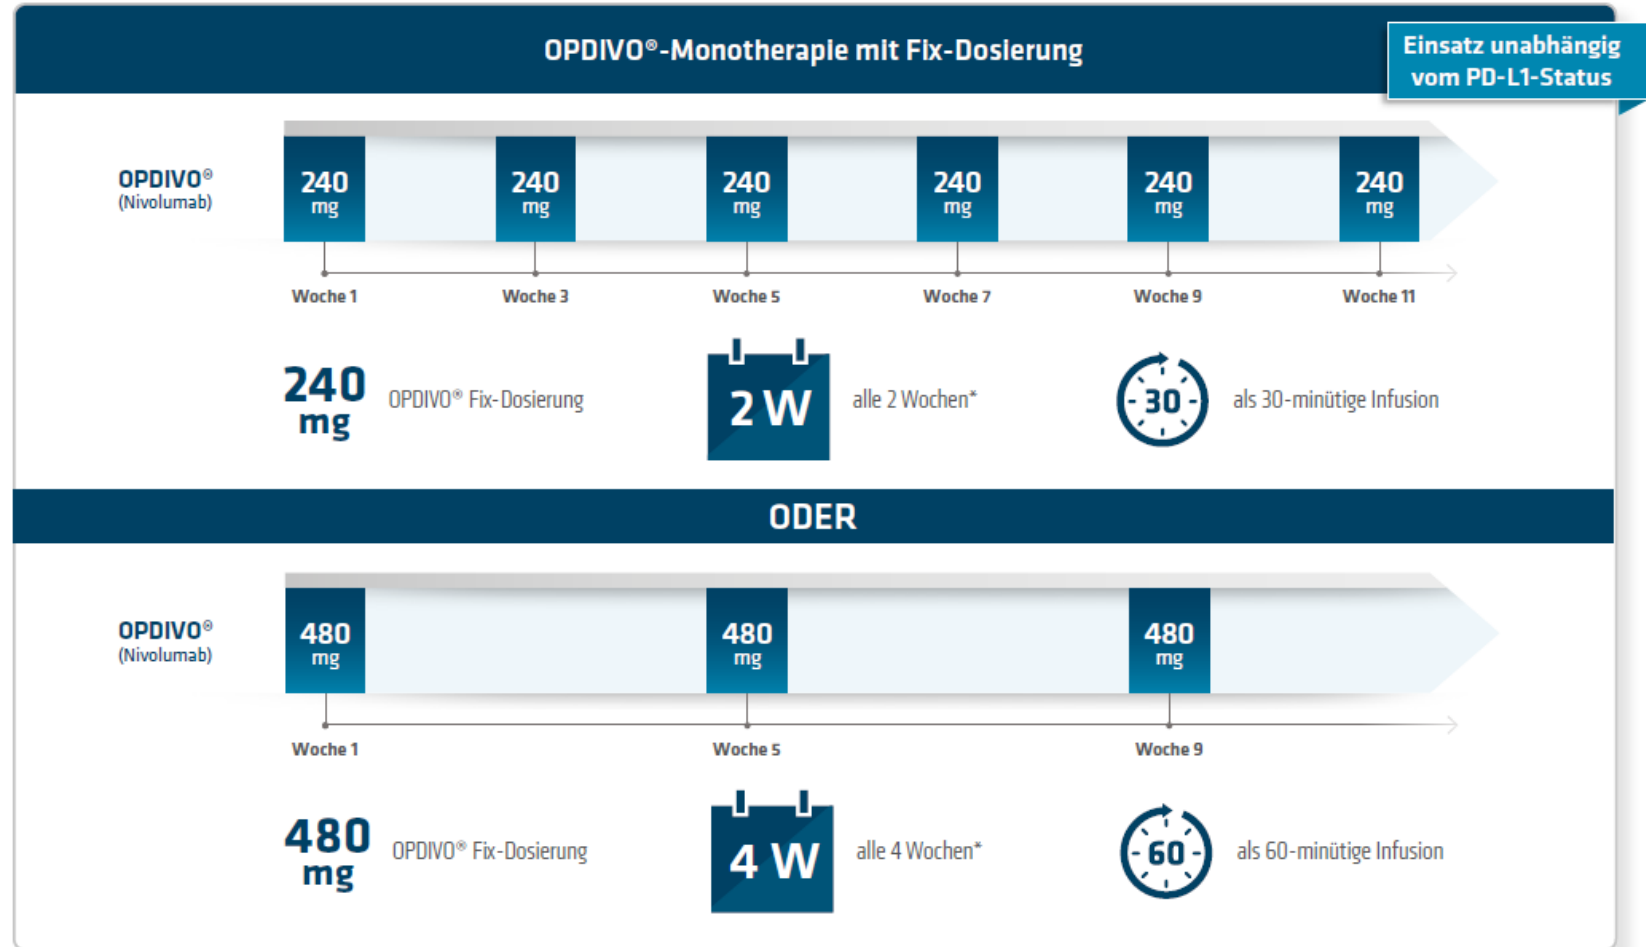 OPDIVO®-Monotherapie mit Fix-Dosierung
Einsatz unabhängig
vom PD-L1-Status
OPDIVO®
(Nivolumab)
240
mg
240
mg
240
mg
240
mg
240
mg
240
mg
Woche 1
Woche 3
Woche 5
Woche 7
Woche 9
Woche 11
240
mg
OPDIVO® Fix-Dosierung
2 W
alle 2 Wochen*
30
als 30-minütige Infusion
ODER
OPDIVO®
(Nivolumab)
480
mg
480
mg
480
mg
Woche 1
Woche 5
Woche 9
480
mg
OPDIVO® Fix-Dosierung
4 W
alle 4 Wochen*
60
als 60-minütige Infusion